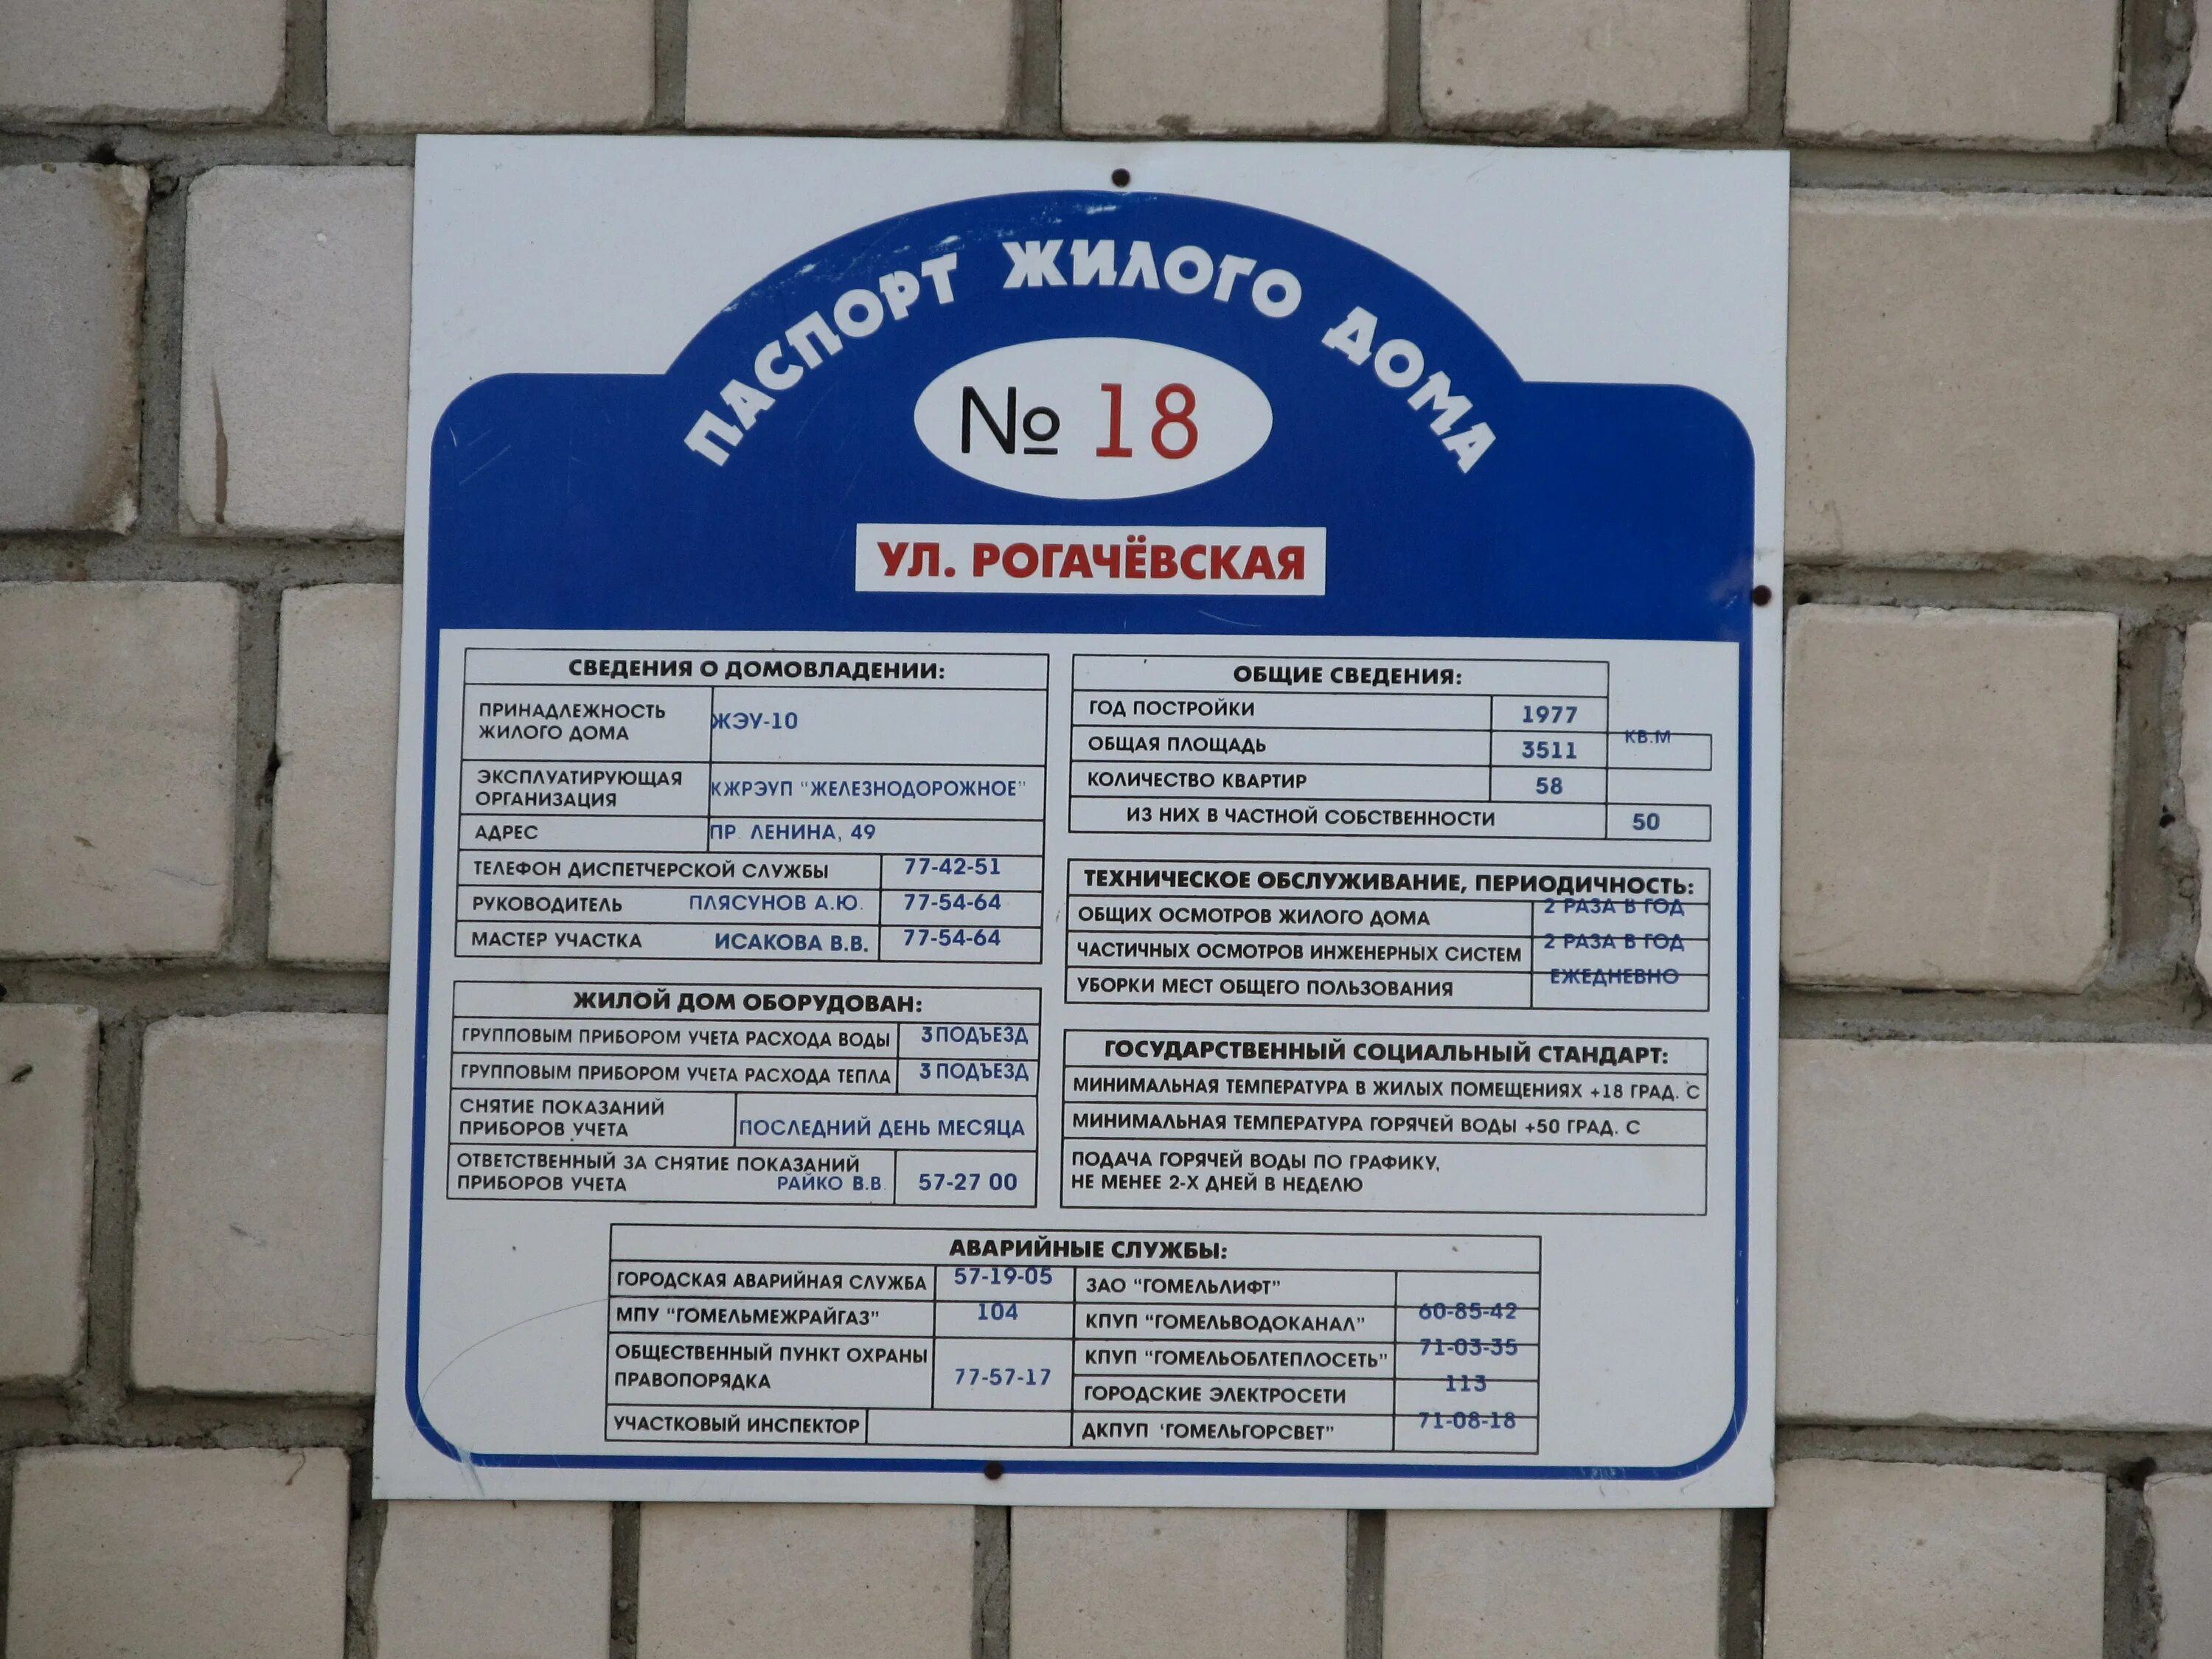 ПАСПОРТ ЖИЛОГО ДОМА
№ 18
УЛ. РОГАЧЁВСКАЯ
СВЕДЕНИЯ О ДОМОВЛАДЕНИИ:
ПРИНАДЛЕЖНОСТЬ
ЖИЛОГО ДОМА
ЖЭУ-10
ЭКСПЛУАТИРУЮЩАЯ
ОРГАНИЗАЦИЯ
КЖРЭУП "ЖЕЛЕЗНОДОРОЖНОЕ"
АДРЕС ПР. ЛЕНИНА, 49
ТЕЛЕФОН ДИСПЕТЧЕРСКОЙ СЛУЖБЫ 77-42-51
РУКОВОДИТЕЛЬ ПЛЯСУНОВ А.Ю. 77-54-64
МАСТЕР УЧАСТКА ИСАКОВА В.В. 77-54-64
ЖИЛОЙ ДОМ ОБОРУДОВАН:
ГРУППОВЫМ ПРИБОРОМ УЧЕТА РАСХОДА ВОДЫ 3 ПОДЪЕЗД
ГРУППОВЫМ ПРИБОРОМ УЧЕТА РАСХОДА ТЕПЛА 3 ПОДЪЕЗД
СНЯТИЕ ПОКАЗАНИЙ
ПРИБОРОВ УЧЕТА ПОСЛЕДНИЙ ДЕНЬ МЕСЯЦА
ОТВЕТСТВЕННЫЙ ЗА СНЯТИЕ ПОКАЗАНИЙ
ПРИБОРОВ УЧЕТА РАЙКО В.В. 57-27 00
ОБЩИЕ СВЕДЕНИЯ:
ГОД ПОСТРОЙКИ 1977
ОБЩАЯ ПЛОЩАДЬ 3511 КВ.М
КОЛИЧЕСТВО КВАРТИР 58
ИЗ НИХ В ЧАСТНОЙ СОБСТВЕННОСТИ 50
ТЕХНИЧЕСКОЕ ОБСЛУЖИВАНИЕ, ПЕРИОДИЧНОСТЬ:
ОБЩИХ ОСМОТРОВ ЖИЛОГО ДОМА 2 РАЗА В ГОД
ЧАСТИЧНЫХ ОСМОТРОВ ИНЖЕНЕРНЫХ СИСТЕМ 2 РАЗА В ГОД
УБОРКИ МЕСТ ОБЩЕГО ПОЛЬЗОВАНИЯ ЕЖЕДНЕВНО
ГОСУДАРСТВЕННЫЙ СОЦИАЛЬНЫЙ СТАНДАРТ:
МИНИМАЛЬНАЯ ТЕМПЕРАТУРА В ЖИЛЫХ ПОМЕЩЕНИЯХ +18 ГРАД. С
МИНИМАЛЬНАЯ ТЕМПЕРАТУРА ГОРЯЧЕЙ ВОДЫ +50 ГРАД. С
ПОДАЧА ГОРЯЧЕЙ ВОДЫ ПО ГРАФИКУ,
НЕ МЕНЕЕ 2-Х ДНЕЙ В НЕДЕЛЮ
АВАРИЙНЫЕ СЛУЖБЫ:
ГОРОДСКАЯ АВАРИЙНАЯ СЛУЖБА 57-19-05
МПУ "ГОМЕЛЬМЕЖРАЙГАЗ" 104
ОБЩЕСТВЕННЫЙ ПУНКТ ОХРАНЫ
ПРАВОПОРЯДКА 77-57-17
УЧАСТКОВЫЙ ИНСПЕКТОР
ЗАО "ГОМЕЛЬЛИФТ"
КПУП "ГОМЕЛЬВОДОКАНАЛ" 60-85-42
КПУП "ГОМЕЛЬОБЛТЕПЛОСЕТЬ" 71-03-35
ГОРОДСКИЕ ЭЛЕКТРОСЕТИ 113
ДКПУП 'ГОМЕЛЬГОРСВЕТ" 71-08-18